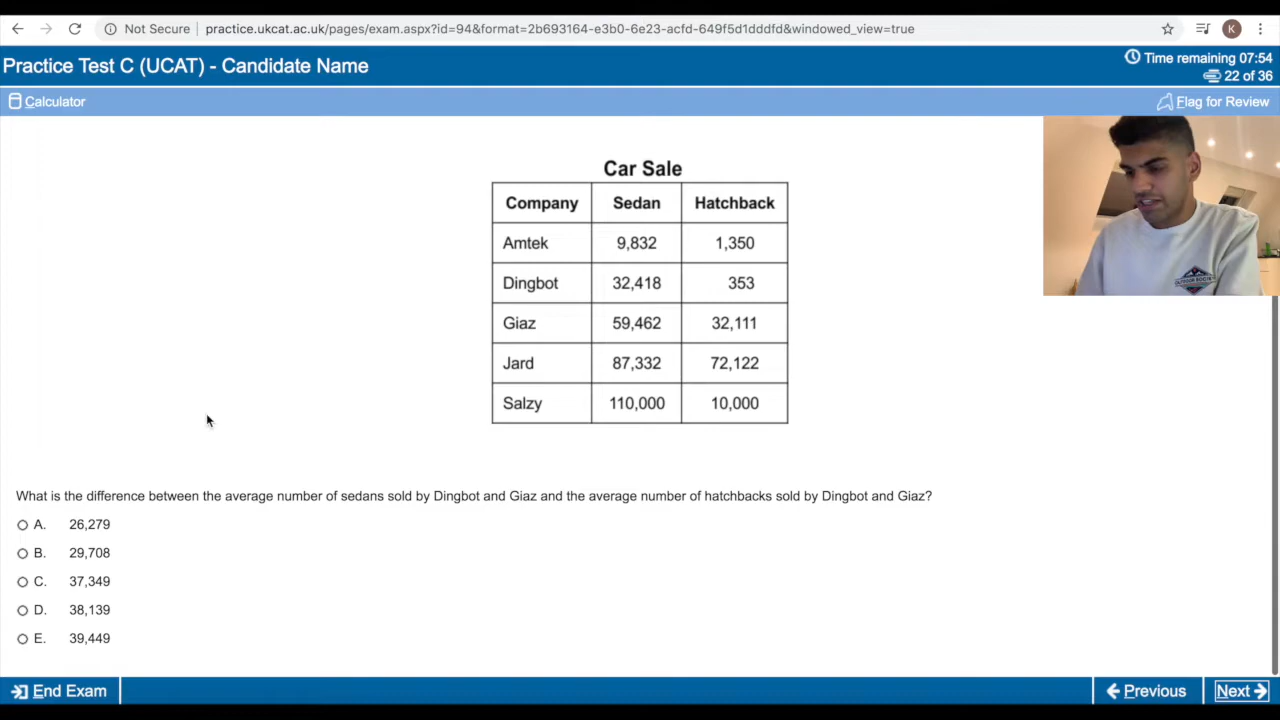 Not Secure practice.ukcat.ac.uk/pages/exam.aspx?id=94&format=2b693164-e3b0-6e23-acfd-649f5d1dddfd&windowed_view=true K
Practice Test C (UCAT) - Candidate Name
Time remaining 07:54
22 of 36
Calculator
Flag for Review
Car Sale
Company Sedan Hatchback
Amtek 9,832 1,350
Dingbot 32,418 353
Giaz 59,462 32,111
Jard 87,332 72,122
Salzy 110,000 10,000
What is the difference between the average number of sedans sold by Dingbot and Giaz and the average number of hatchbacks sold by Dingbot and Giaz?
A. 26,279
B. 29,708
C. 37,349
D. 38,139
E. 39,449
End Exam
Previous
Next